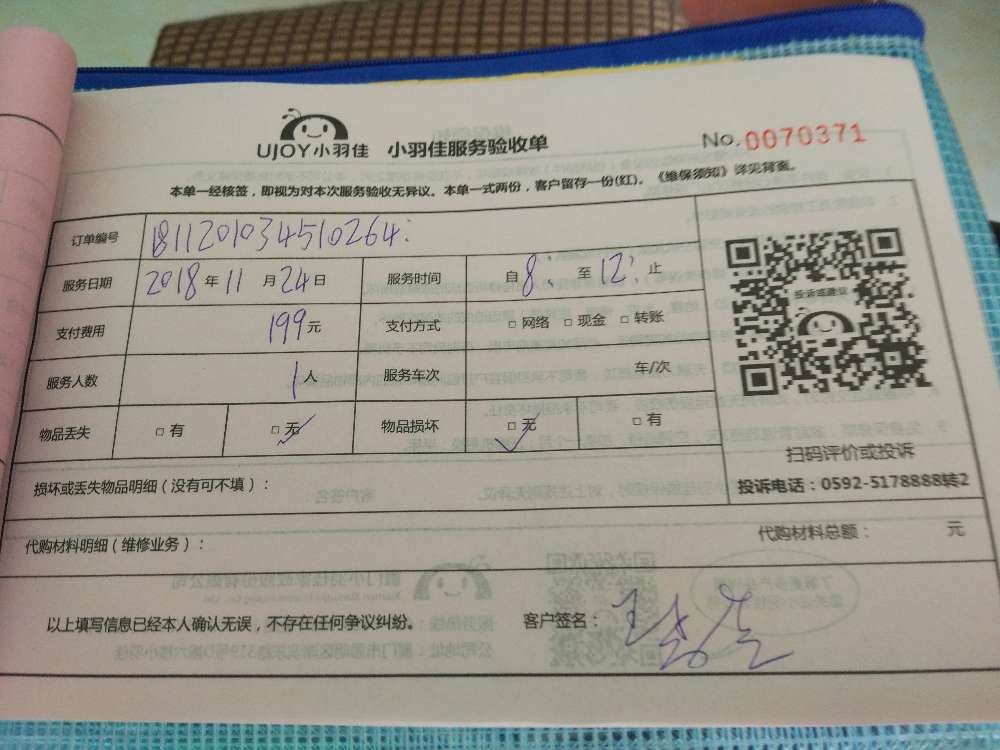 UJOY小羽佳 小羽佳服务验收单 No.0070371
本单一经核签，即视为对本次服务验收无异议。本单一式两份，客户留存一份(红)。《维保须知》详见背面。
订单编号 1811201034510264
服务日期 2018年11月24日 服务时间 自8: 至12: 止
支付费用 199元 支付方式 □网络 □现金 □转账
服务人数 1人 服务车次 车/次
物品丢失 □有 □无 物品损坏 □无 □有
投诉或建议
扫码评价或投诉
投诉电话：0592-5178888转2
损坏或丢失物品明细（没有可不填）：
代购材料明细（维修业务）： 代购材料总额： 元
以上填写信息已经本人确认无误，不存在任何争议纠纷。 客户签名：